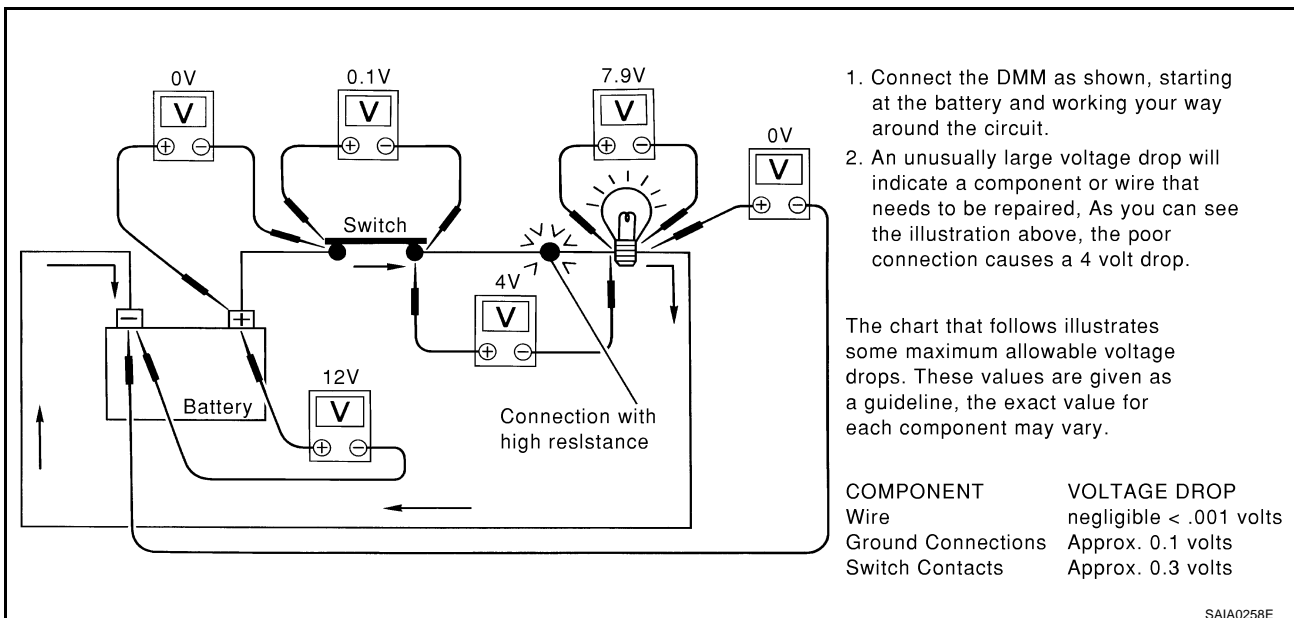 0V
0.1V
7.9V
0V
V
V
V
V
Switch
4V
V
12V
V
Battery
Connection with
high resIstance
1. Connect the DMM as shown, starting
at the battery and working your way
around the circuit.
2. An unusually large voltage drop will
indicate a component or wire that
needs to be repaired, As you can see
the illustration above, the poor
connection causes a 4 volt drop.
The chart that follows illustrates
some maximum allowable voltage
drops. These values are given as
a guideline, the exact value for
each component may vary.
COMPONENT VOLTAGE DROP
Wire negligible < .001 volts
Ground Connections Approx. 0.1 volts
Switch Contacts Approx. 0.3 volts
SAIA0258E